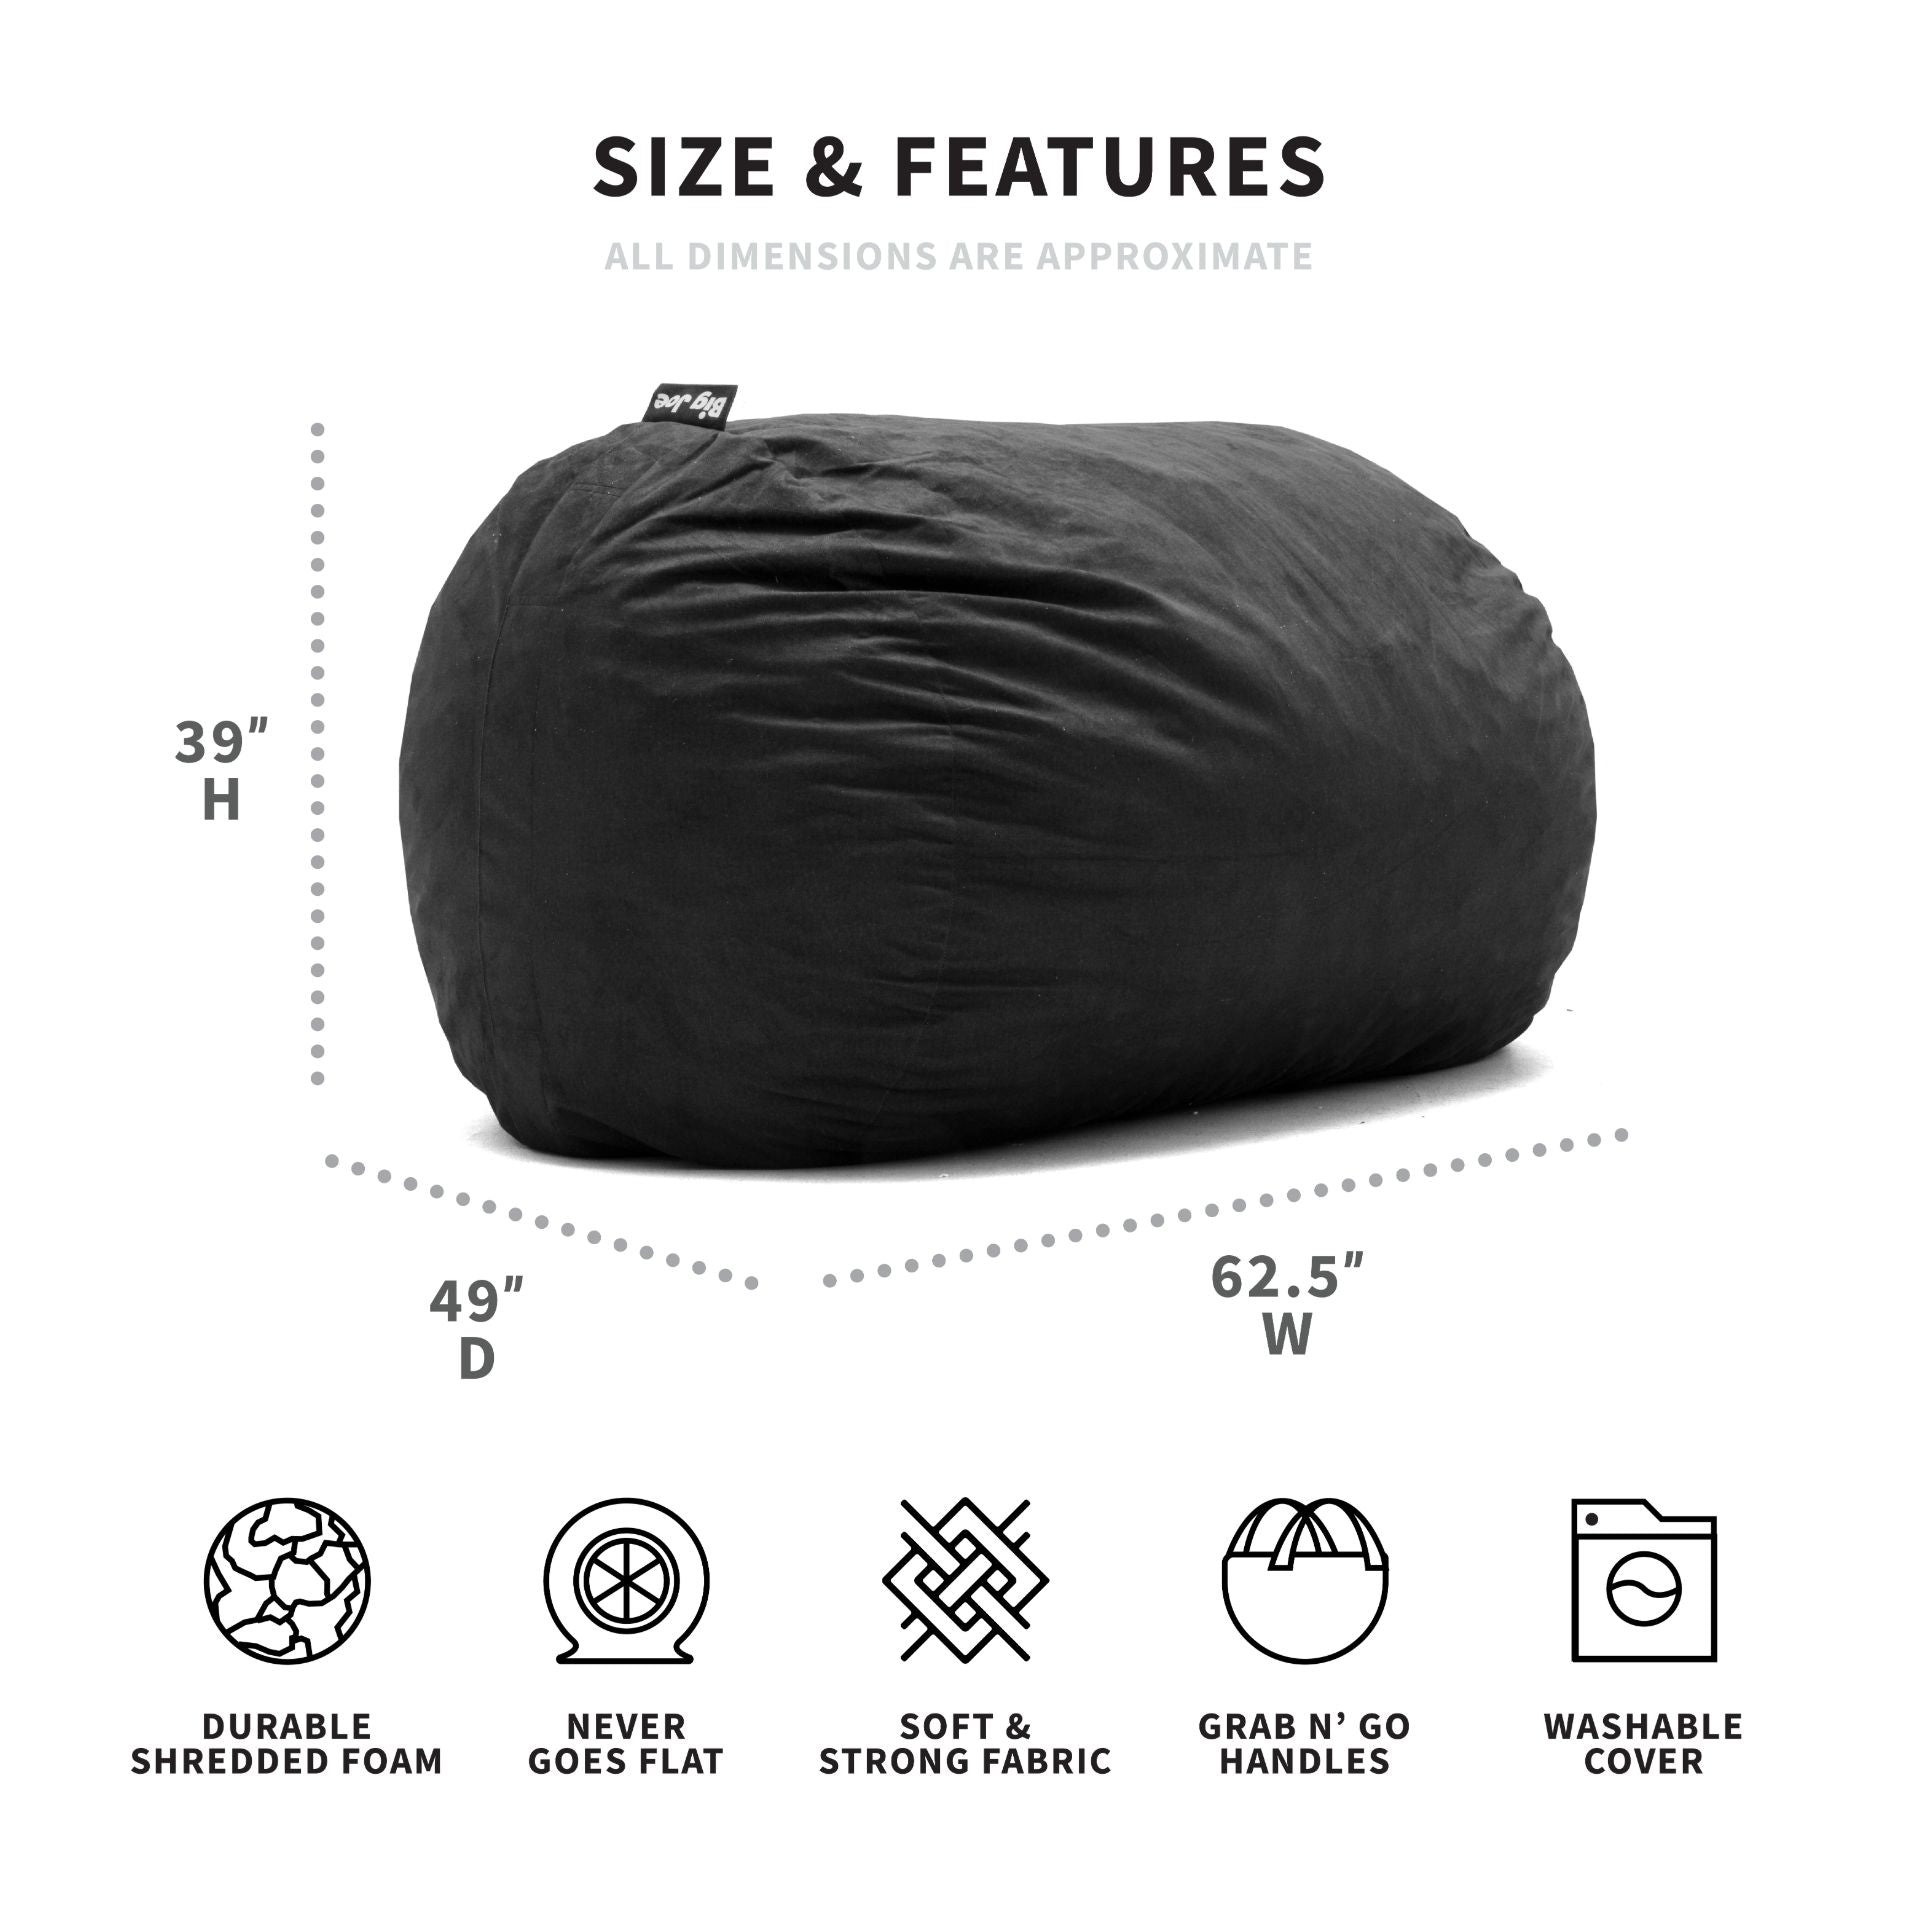 SIZE & FEATURES
ALL DIMENSIONS ARE APPROXIMATE
Big Joe
39"
H
49"
D
62.5"
W
DURABLE
SHREDDED FOAM
NEVER
GOES FLAT
SOFT &
STRONG FABRIC
GRAB N’ GO
HANDLES
WASHABLE
COVER